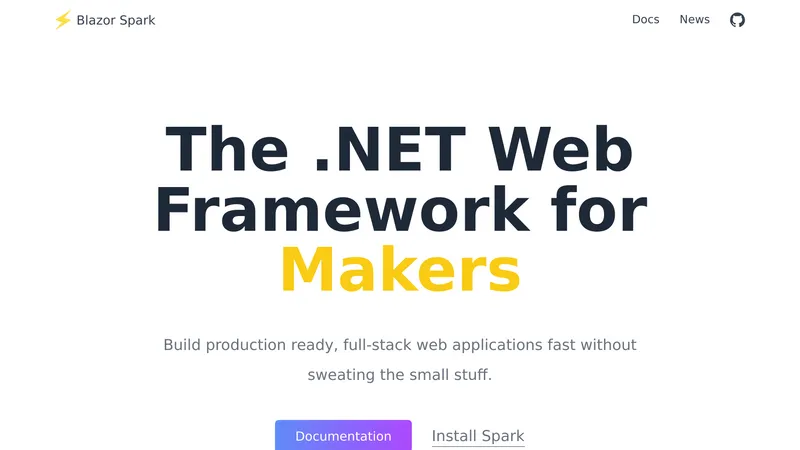 Blazor Spark
Docs
News
The .NET Web
Framework for
Makers
Build production ready, full-stack web applications fast without
sweating the small stuff.
Documentation
Install Spark